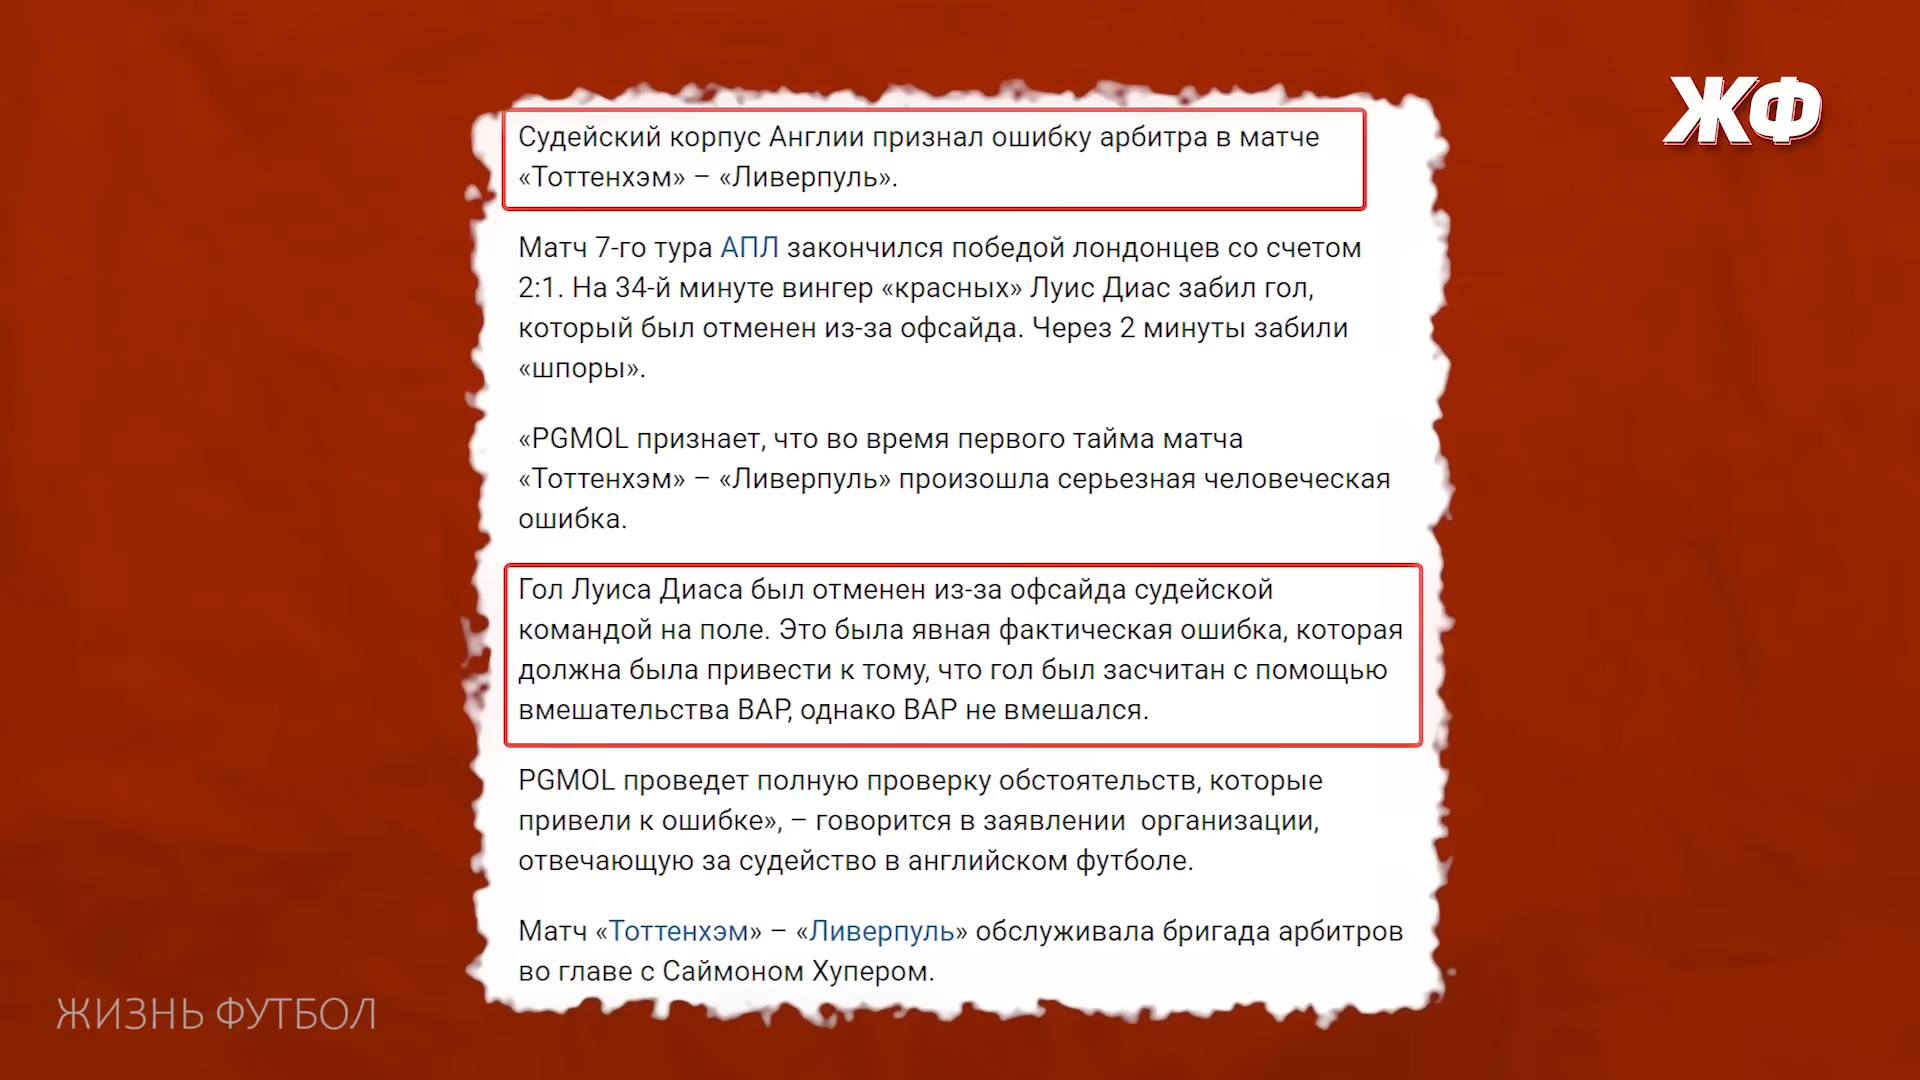 ЖФ
Судейский корпус Англии признал ошибку арбитра в матче
«Тоттенхэм» – «Ливерпуль».
Матч 7-го тура АПЛ закончился победой лондонцев со счетом
2:1. На 34-й минуте вингер «красных» Луис Диас забил гол,
который был отменен из-за офсайда. Через 2 минуты забили
«шпоры».
«PGMOL признает, что во время первого тайма матча
«Тоттенхэм» – «Ливерпуль» произошла серьезная человеческая
ошибка.
Гол Луиса Диаса был отменен из-за офсайда судейской
командой на поле. Это была явная фактическая ошибка, которая
должна была привести к тому, что гол был засчитан с помощью
вмешательства ВАР, однако ВАР не вмешался.
PGMOL проведет полную проверку обстоятельств, которые
привели к ошибке», – говорится в заявлении  организации,
отвечающую за судейство в английском футболе.
Матч «Тоттенхэм» – «Ливерпуль» обслуживала бригада арбитров
во главе с Саймоном Хупером.
ЖИЗНЬ ФУТБОЛ